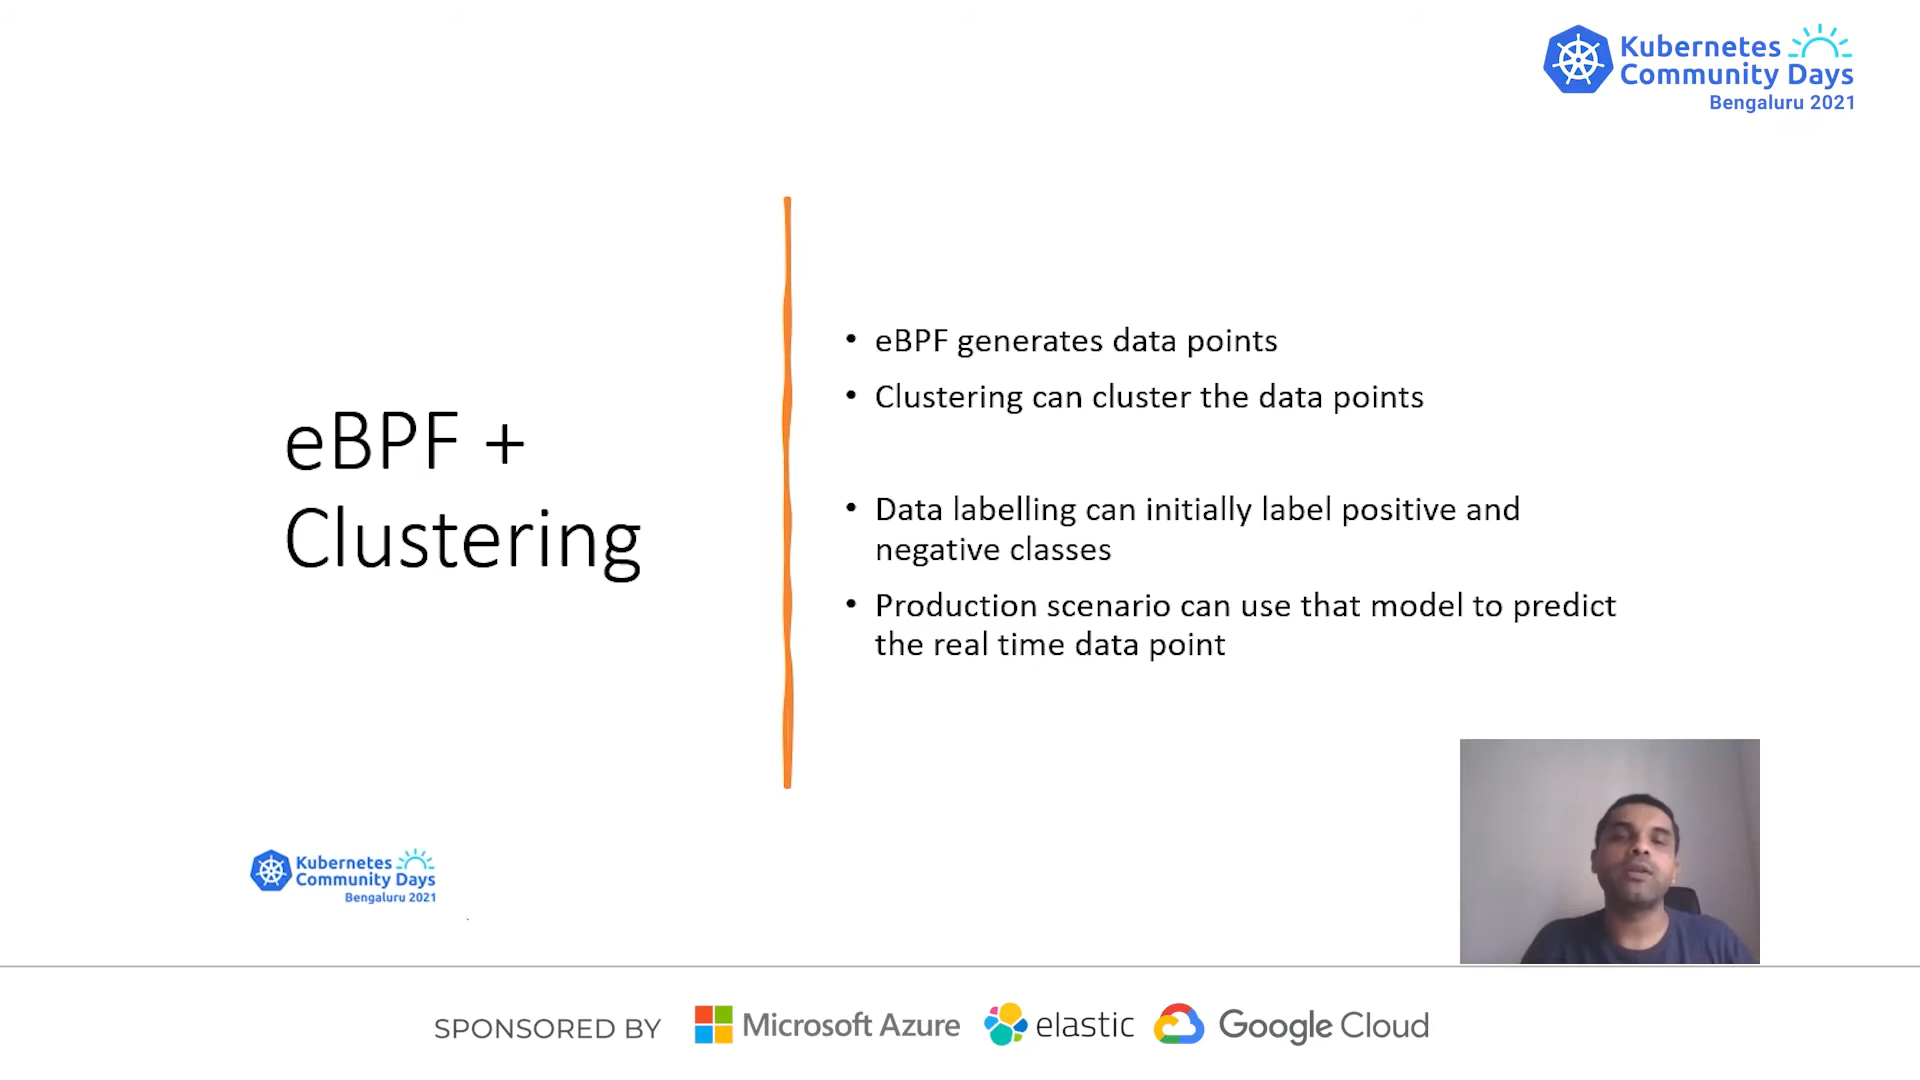 Kubernetes
Community Days
Bengaluru 2021
eBPF +
Clustering
• eBPF generates data points
• Clustering can cluster the data points
• Data labelling can initially label positive and
negative classes
• Production scenario can use that model to predict
the real time data point
Kubernetes
Community Days
Bengaluru 2021
SPONSORED BY Microsoft Azure elastic Google Cloud